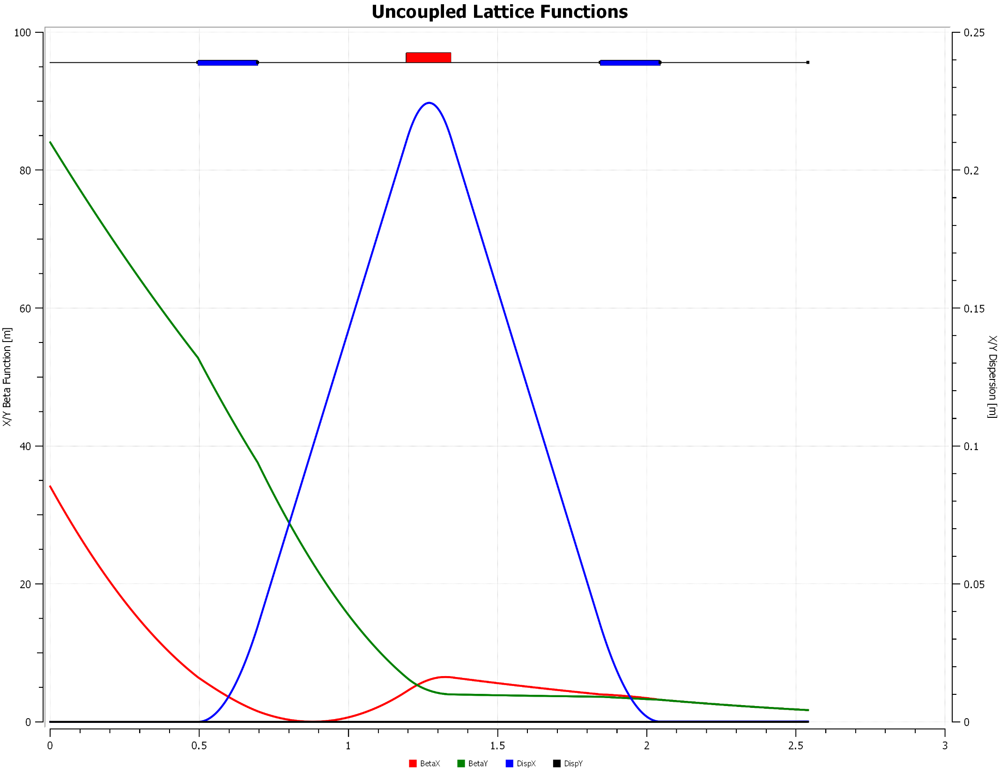 Uncoupled Lattice Functions
100
80
60
40
20
0
X/Y Beta Function [m]
0.25
0.2
0.15
0.1
0.05
0
X/Y Dispersion [m]
0 0.5 1 1.5 2 2.5 3
BetaX BetaY DispX DispY